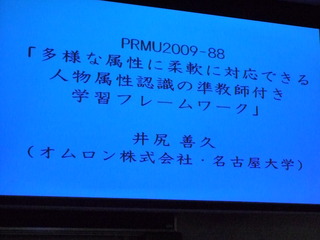 PRMU2009-88
「多様な属性に柔軟に対応できる
人物属性認識の準教師付き
学習フレームワーク」
井尻 善久
(オムロン株式会社・名古屋大学)